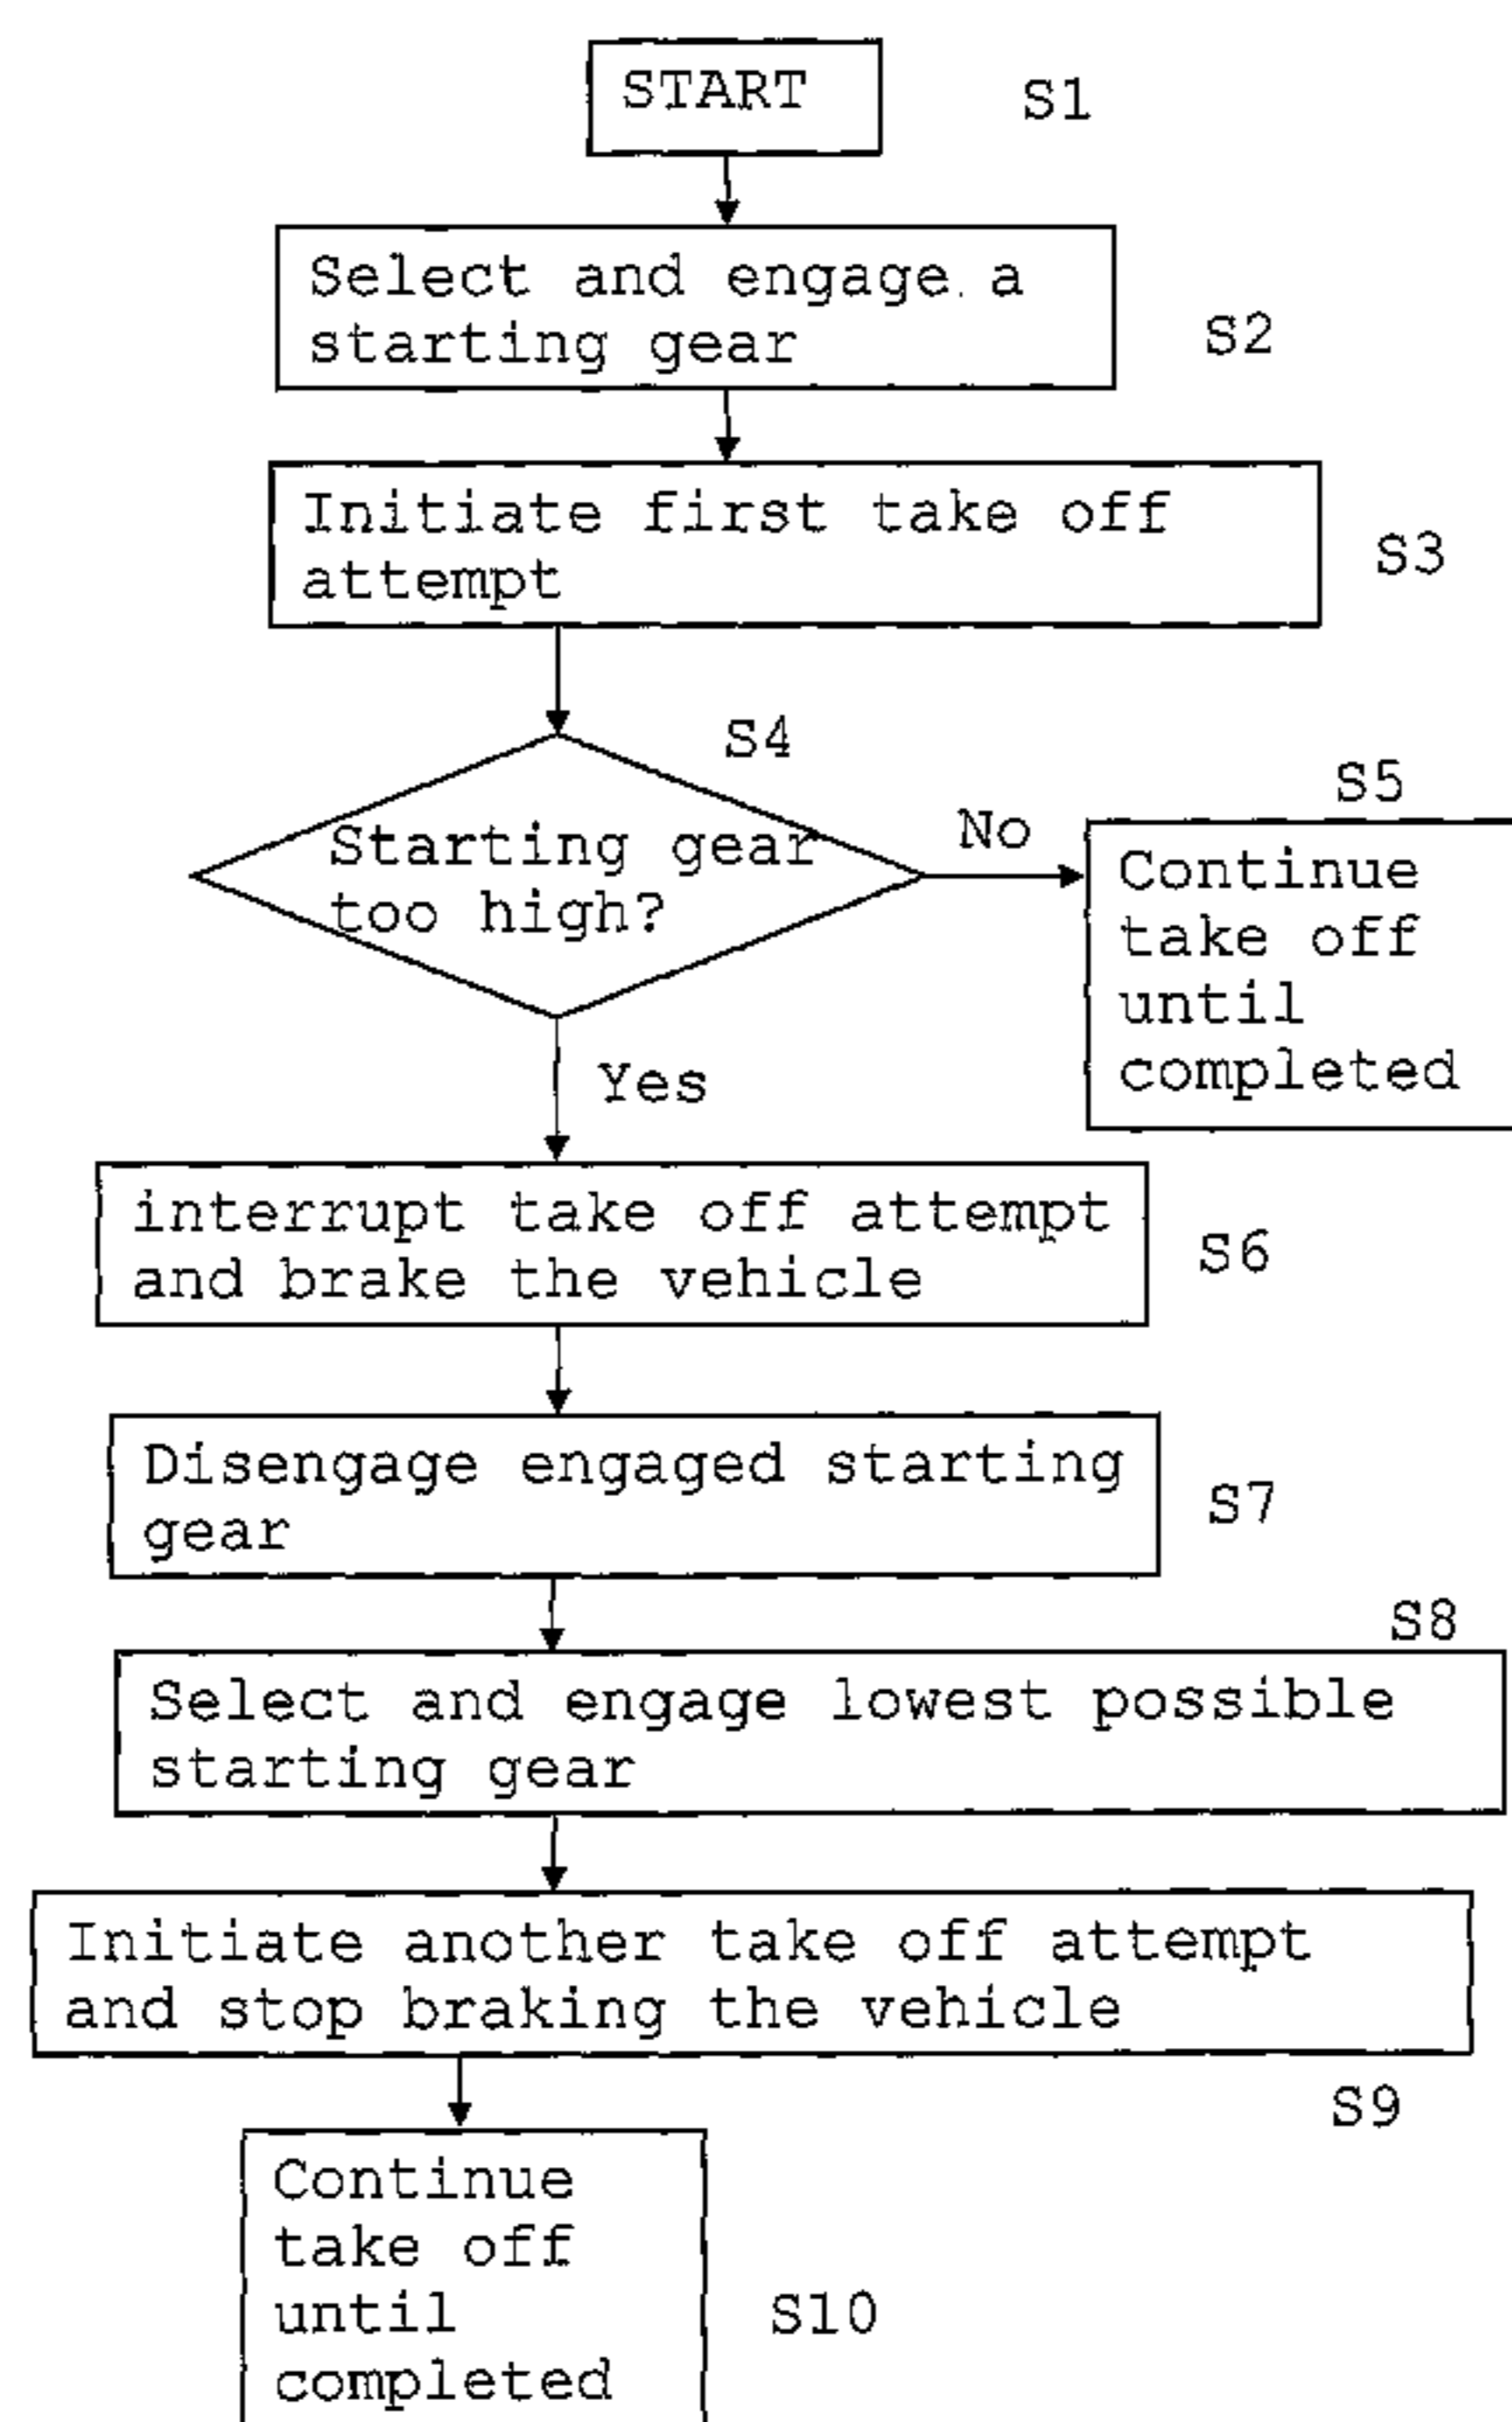 START
S1
Select and engage a
starting gear
S2
Initiate first take off
attempt
S3
S4
Starting gear
too high?
No
S5
Continue
take off
until
completed
Yes
interrupt take off attempt
and brake the vehicle
S6
Disengage engaged starting
gear
S7
S8
Select and engage lowest possible
starting gear
Initiate another take off attempt
and stop braking the vehicle
S9
Continue
take off
until
completed
S10